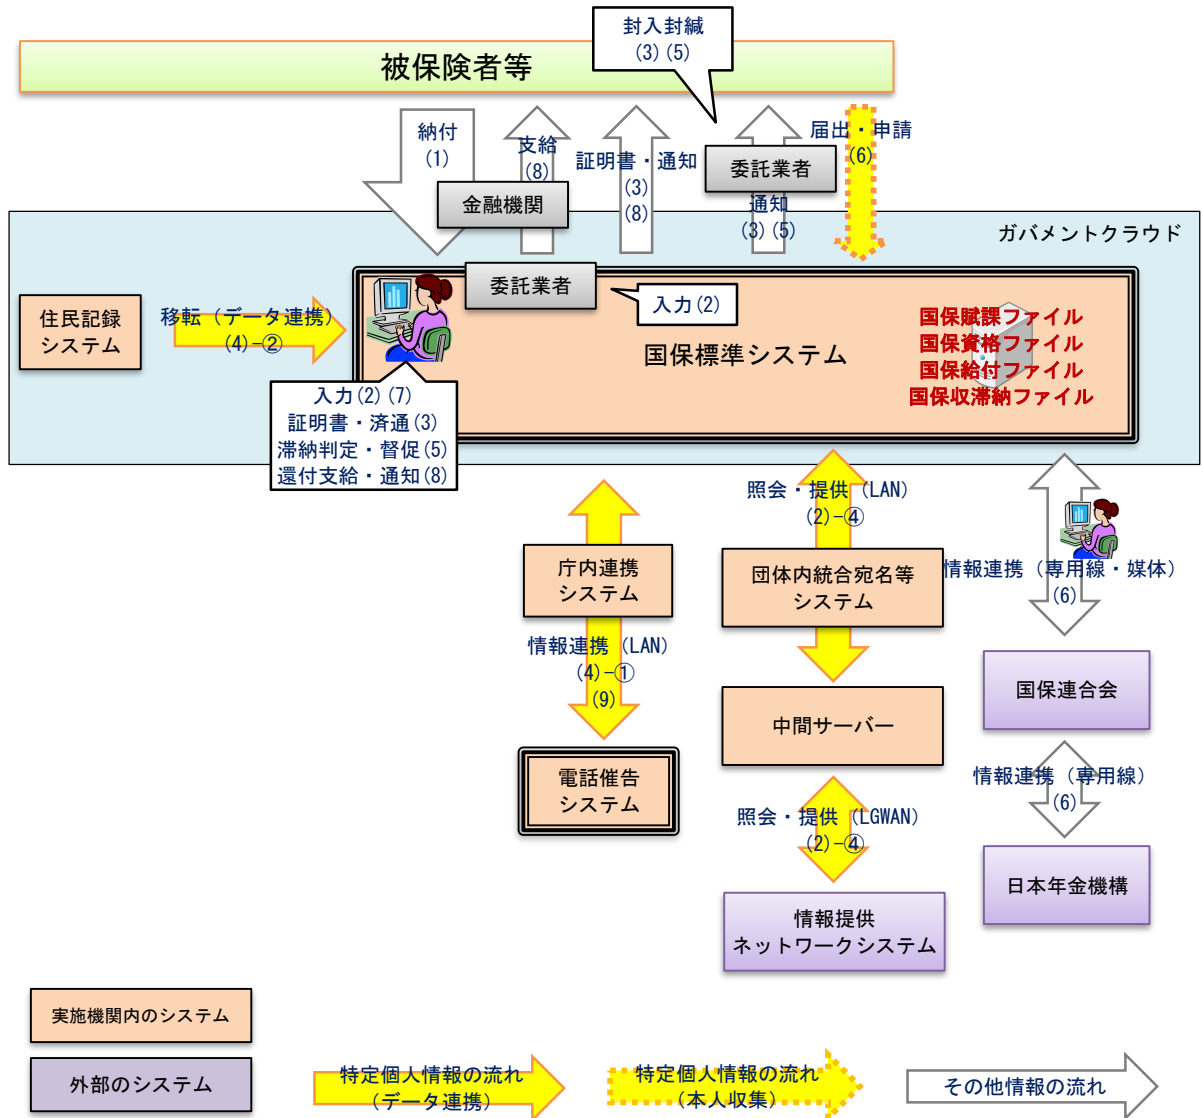 封入封緘
(3)(5)
被保険者等
納付
(1)
支給
(8)
証明書・通知
(3)
(8)
委託業者
通知
(3)(5)
届出・申請
(6)
金融機関
ガバメントクラウド
委託業者
入力(2)
住民記録
システム
移転（データ連携）
(4)-②
国保標準システム
国保賦課ファイル
国保資格ファイル
国保給付ファイル
国保収滞納ファイル
入力(2)(7)
証明書・済通(3)
滞納判定・督促(5)
還付支給・通知(8)
照会・提供（LAN）
(2)-④
庁内連携
システム
団体内統合宛名等
システム
情報連携（専用線・媒体）
(6)
情報連携（LAN）
(4)-①
(9)
国保連合会
中間サーバー
電話催告
システム
情報連携（専用線）
(6)
照会・提供（LGWAN）
(2)-④
日本年金機構
情報提供
ネットワークシステム
実施機関内のシステム
外部のシステム
特定個人情報の流れ
（データ連携）
特定個人情報の流れ
（本人収集）
その他情報の流れ